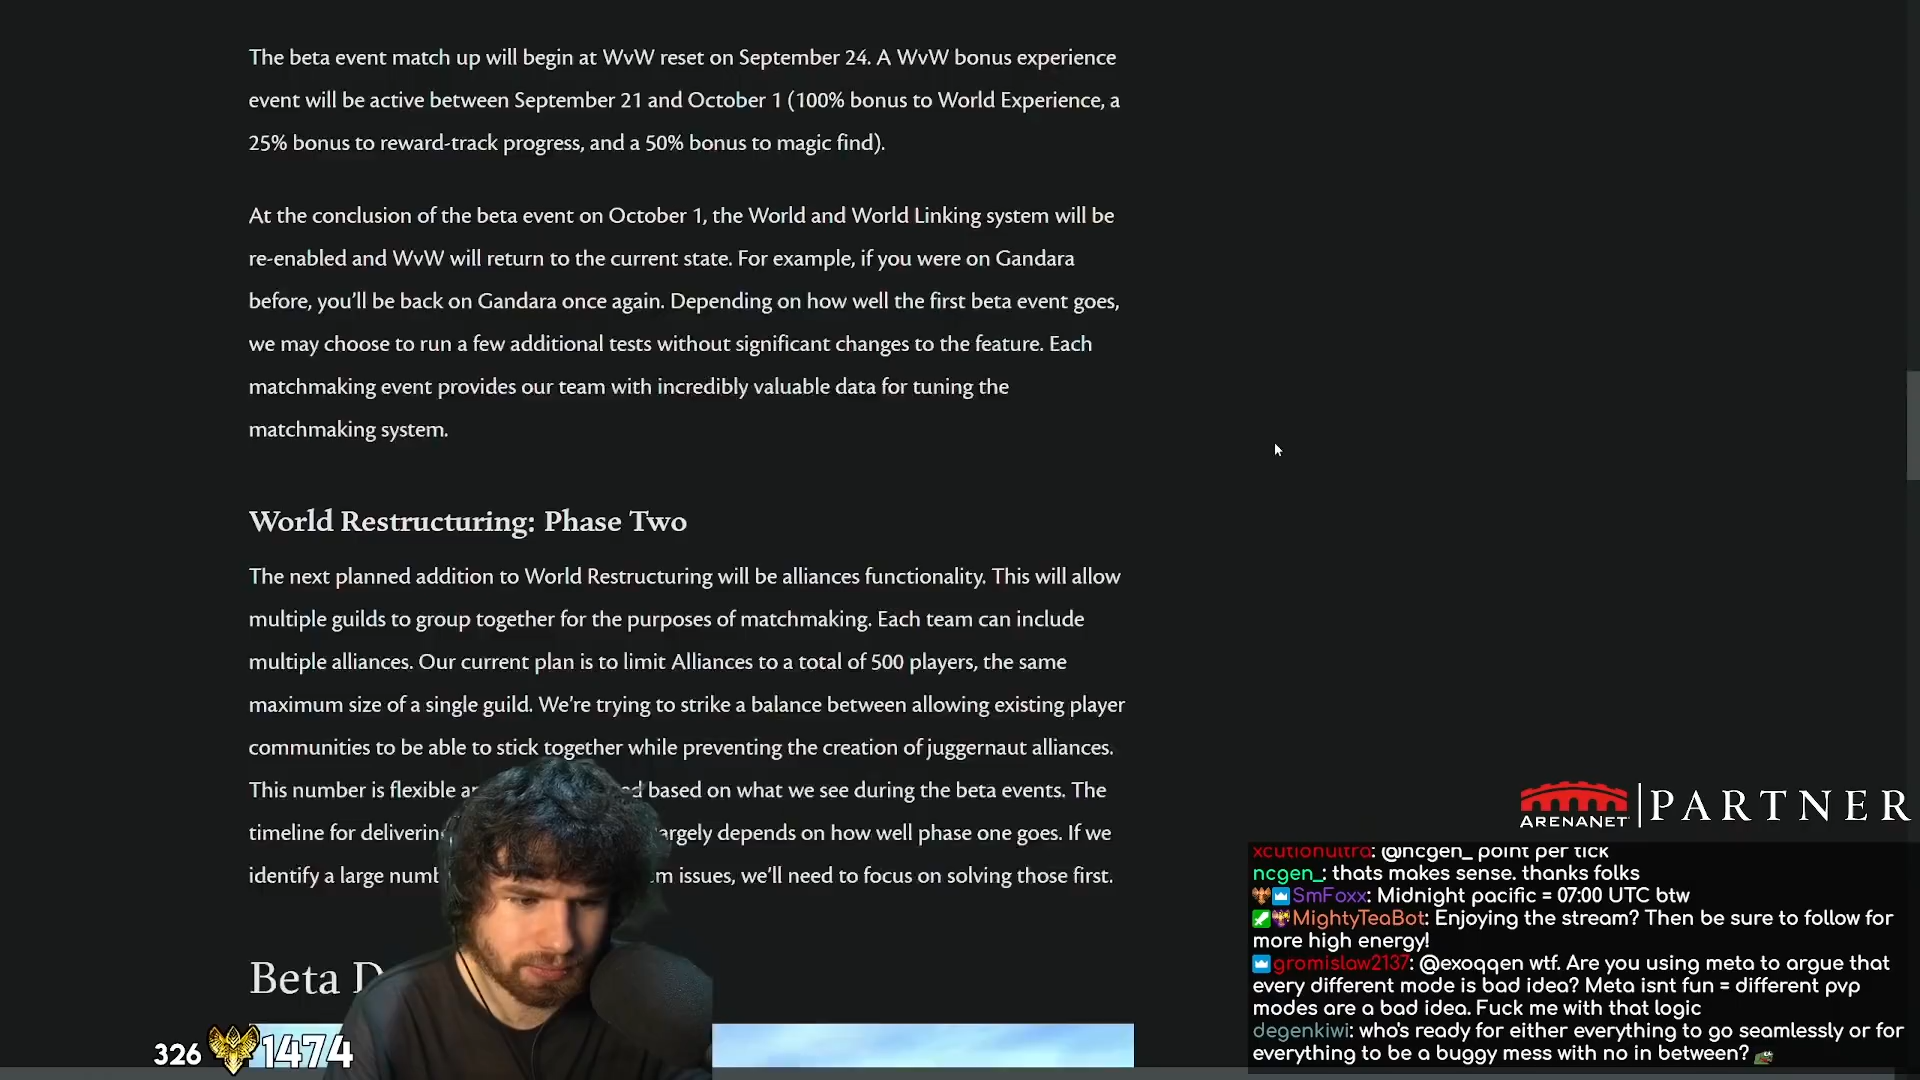 The beta event match up will begin at WvW reset on September 24. A WvW bonus experience
event will be active between September 21 and October 1 (100% bonus to World Experience, a
25% bonus to reward-track progress, and a 50% bonus to magic find).
At the conclusion of the beta event on October 1, the World and World Linking system will be
re-enabled and WvW will return to the current state. For example, if you were on Gandara
before, you'll be back on Gandara once again. Depending on how well the first beta event goes,
we may choose to run a few additional tests without significant changes to the feature. Each
matchmaking event provides our team with incredibly valuable data for tuning the
matchmaking system.
World Restructuring: Phase Two
The next planned addition to World Restructuring will be alliances functionality. This will allow
multiple guilds to group together for the purposes of matchmaking. Each team can include
multiple alliances. Our current plan is to limit Alliances to a total of 500 players, the same
maximum size of a single guild. We're trying to strike a balance between allowing existing player
communities to be able to stick together while preventing the creation of juggernaut alliances.
This number is flexible based on what we see during the beta events. The
timeline for delivering largely depends on how well phase one goes. If we
identify a large issues, we'll need to focus on solving those first.
Beta
326 1474
ARENANET PARTNER
xcutionultra: @ncgen_ point per tick
ncgen_: thats makes sense. thanks folks
SmFoxx: Midnight pacific = 07:00 UTC btw
MightyTeaBot: Enjoying the stream? Then be sure to follow for
more high energy!
gromislaw2137: @exoqqen wtf. Are you using meta to argue that
every different mode is bad idea? Meta isnt fun = different pvp
modes are a bad idea. Fuck me with that logic
degenkiwi: who's ready for either everything to go seamlessly or for
everything to be a buggy mess with no in between?